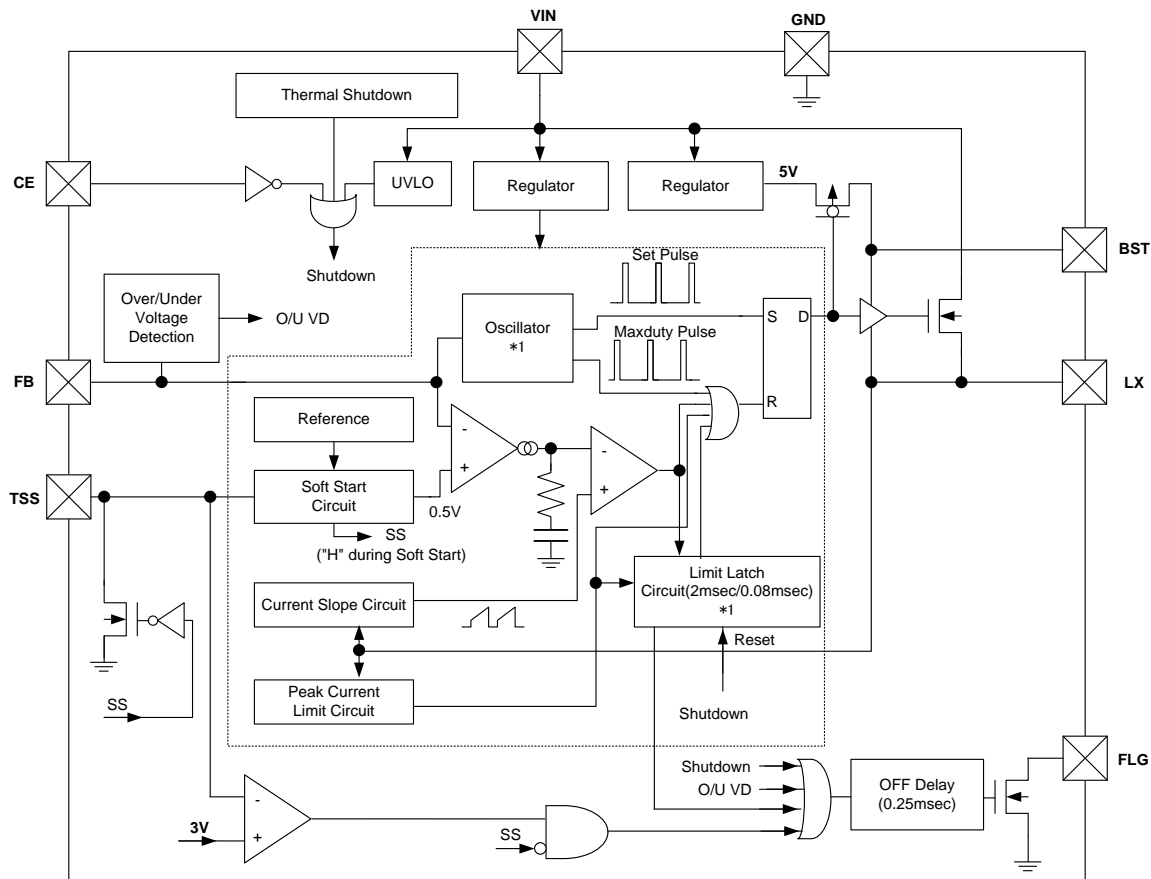 VIN
GND
Thermal Shutdown
CE
UVLO
Regulator
Regulator
5V
BST
Shutdown
Set Pulse
Over/Under
Voltage
Detection
O/U VD
Oscillator
*1
Maxduty Pulse
S
D
R
FB
LX
Reference
-
+
-
+
TSS
Soft Start
Circuit
0.5V
SS
("H" during Soft Start)
Limit Latch
Circuit(2msec/0.08msec)
*1
Current Slope Circuit
Reset
Peak Current
Limit Circuit
SS
Shutdown
FLG
Shutdown
O/U VD
OFF Delay
(0.25msec)
-
3V
+
SS